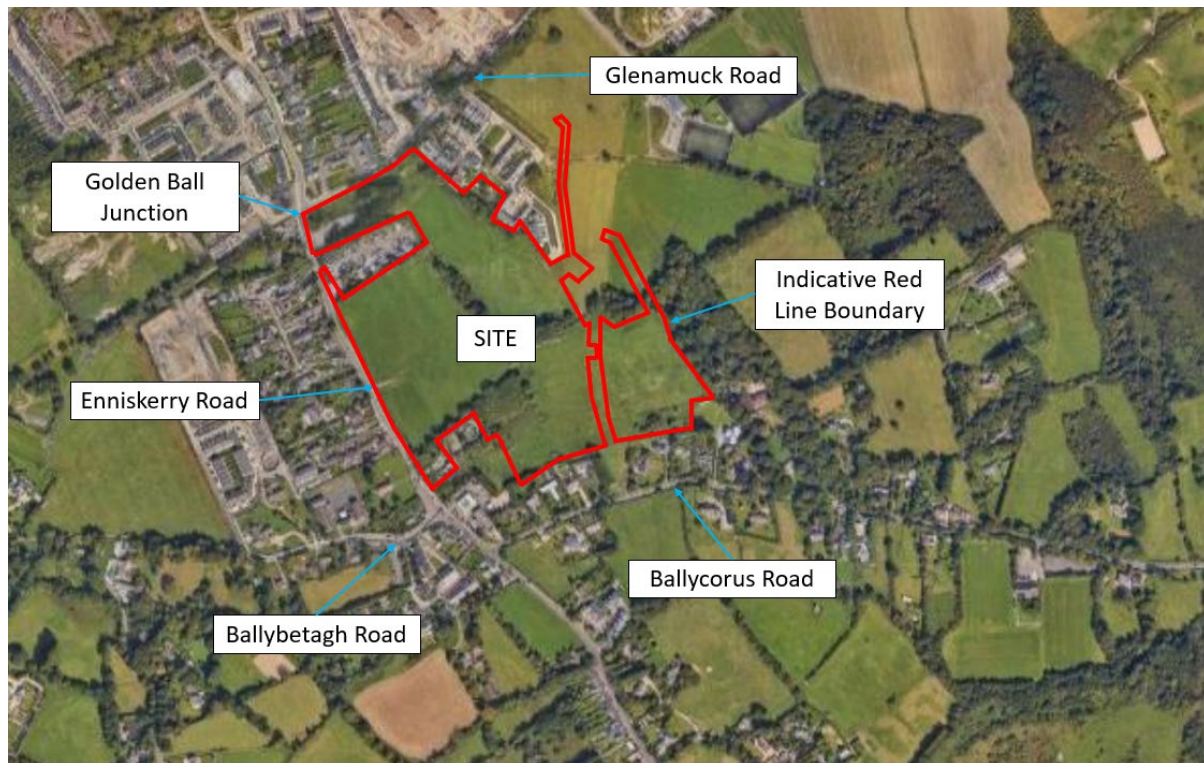 Glenamuck Road
Golden Ball
Junction
Indicative Red
Line Boundary
SITE
Enniskerry Road
Ballycorus Road
Ballybetagh Road